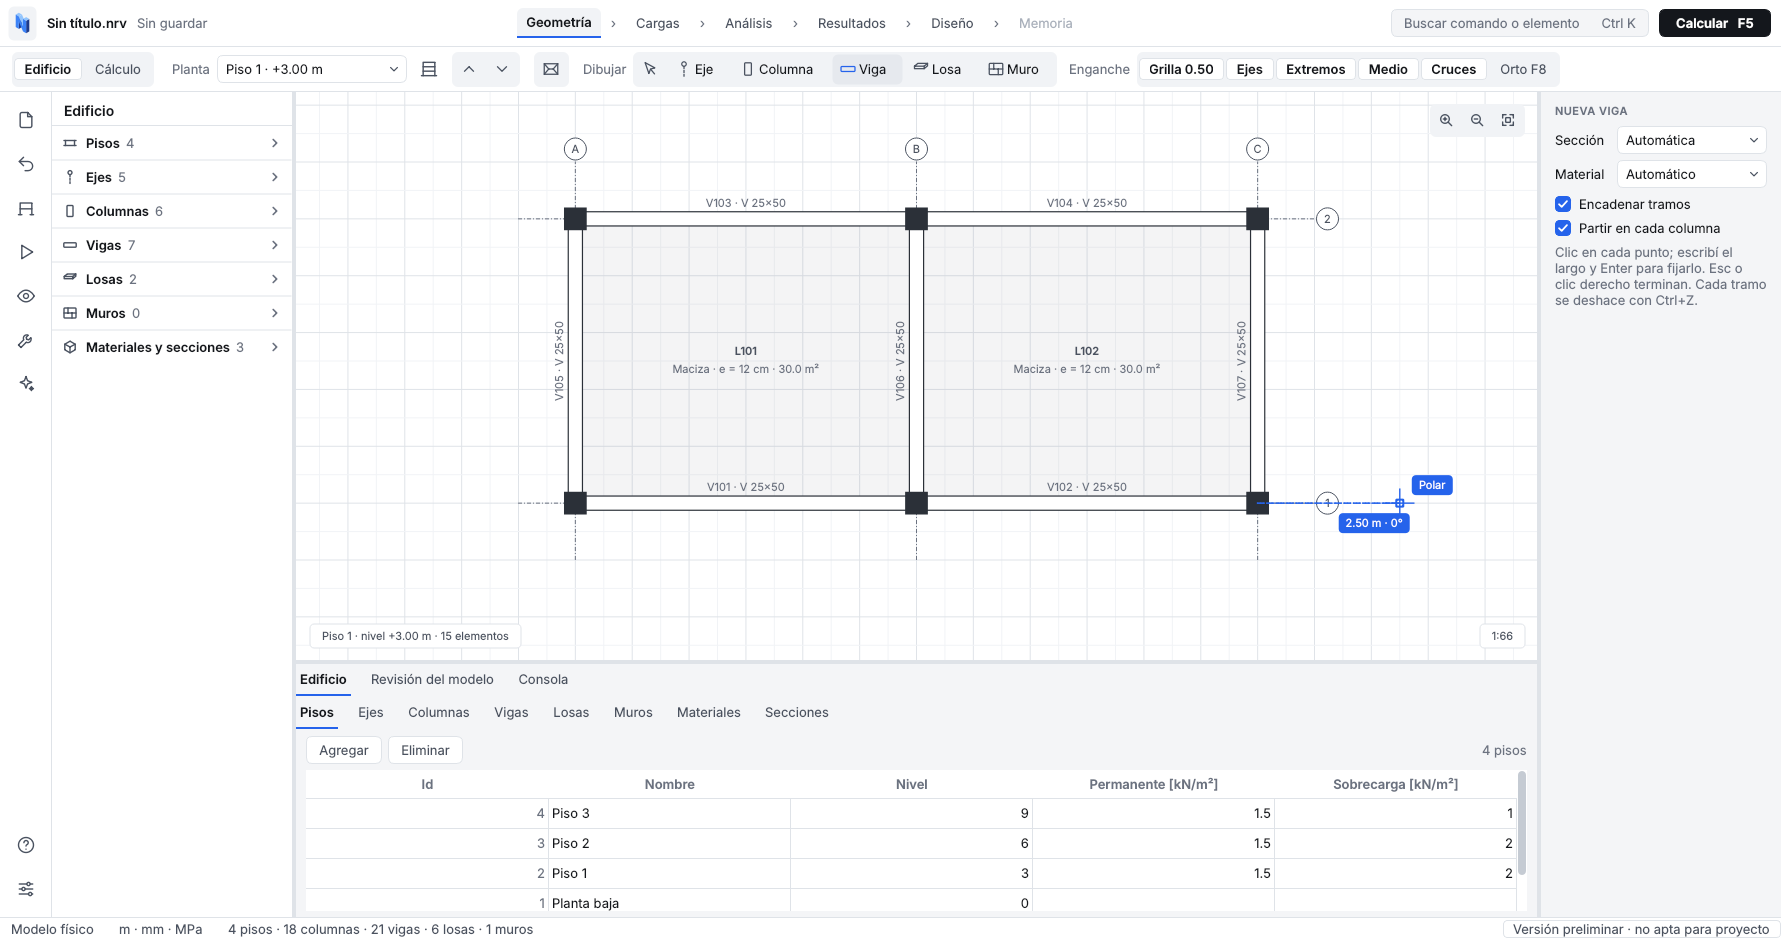 Sin título.nrv Sin guardar
Geometría › Cargas › Análisis › Resultados › Diseño › Memoria
Buscar comando o elemento Ctrl K
Calcular F5
Edificio Cálculo
Planta Piso 1 · +3.00 m
Dibujar Eje Columna Viga Losa Muro
Enganche Grilla 0.50 Ejes Extremos Medio Cruces Orto F8
Edificio
Pisos 4
Ejes 5
Columnas 6
Vigas 7
Losas 2
Muros 0
Materiales y secciones 3
A B C
V103 · V 25×50 V104 · V 25×50
2
V105 · V 25×50
V106 · V 25×50
V107 · V 25×50
L101
Maciza · e = 12 cm · 30.0 m²
L102
Maciza · e = 12 cm · 30.0 m²
V101 · V 25×50 V102 · V 25×50
Polar
1
2.50 m · 0°
Piso 1 · nivel +3.00 m · 15 elementos
1:66
NUEVA VIGA
Sección Automática
Material Automático
Encadenar tramos
Partir en cada columna
Clic en cada punto; escribí el
largo y Enter para fijarlo. Esc o
clic derecho terminan. Cada tramo
se deshace con Ctrl+Z.
Edificio Revisión del modelo Consola
Pisos Ejes Columnas Vigas Losas Muros Materiales Secciones
Agregar Eliminar 4 pisos
Id Nombre Nivel Permanente [kN/m²] Sobrecarga [kN/m²]
4 Piso 3 9 1.5 1
3 Piso 2 6 1.5 2
2 Piso 1 3 1.5 2
1 Planta baja 0
Modelo físico m · mm · MPa 4 pisos · 18 columnas · 21 vigas · 6 losas · 1 muros
Versión preliminar · no apta para proyecto